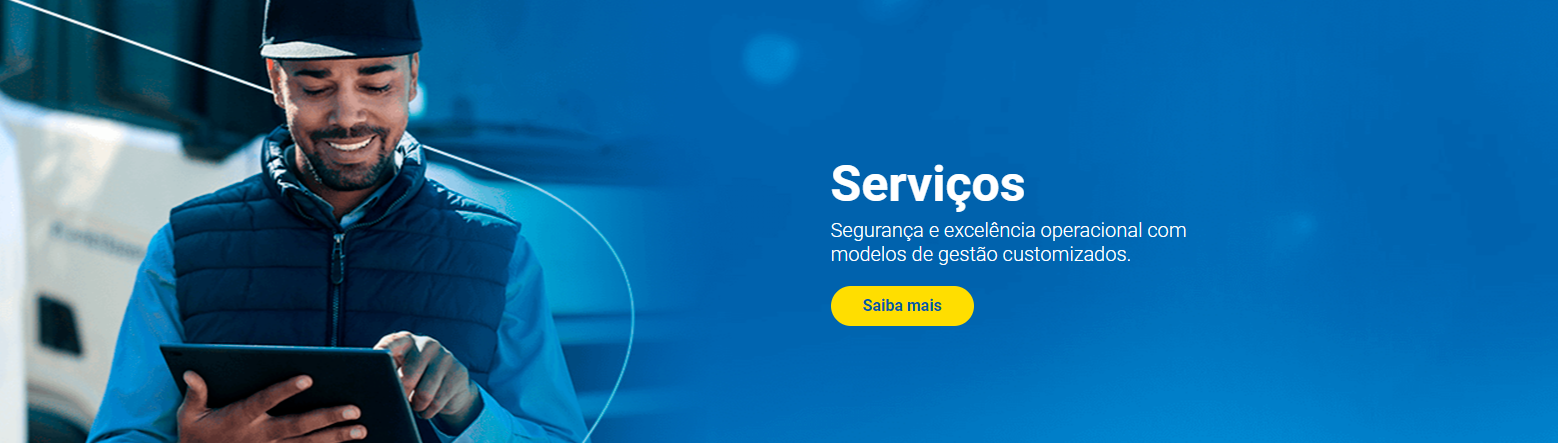 Serviços
Segurança e excelência operacional com
modelos de gestão customizados.
Saiba mais